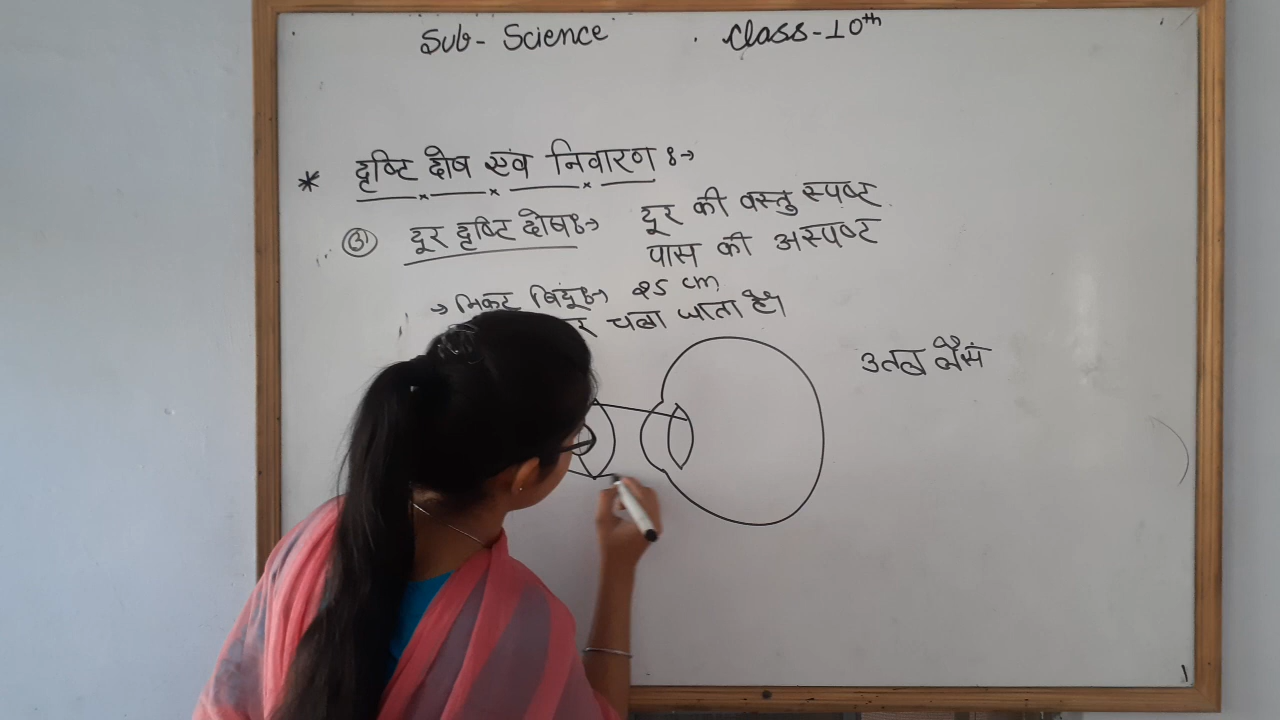 Sub- Science Class-10th
* दृष्टि दोष एवं निवारण :→
③ दूर दृष्टि दोषः→ दूर की वस्तु स्पष्ट
पास की अस्पष्ट
→ निकट बिंदूः→ 25 cm
चला जाता है।
उत्तल लैंस